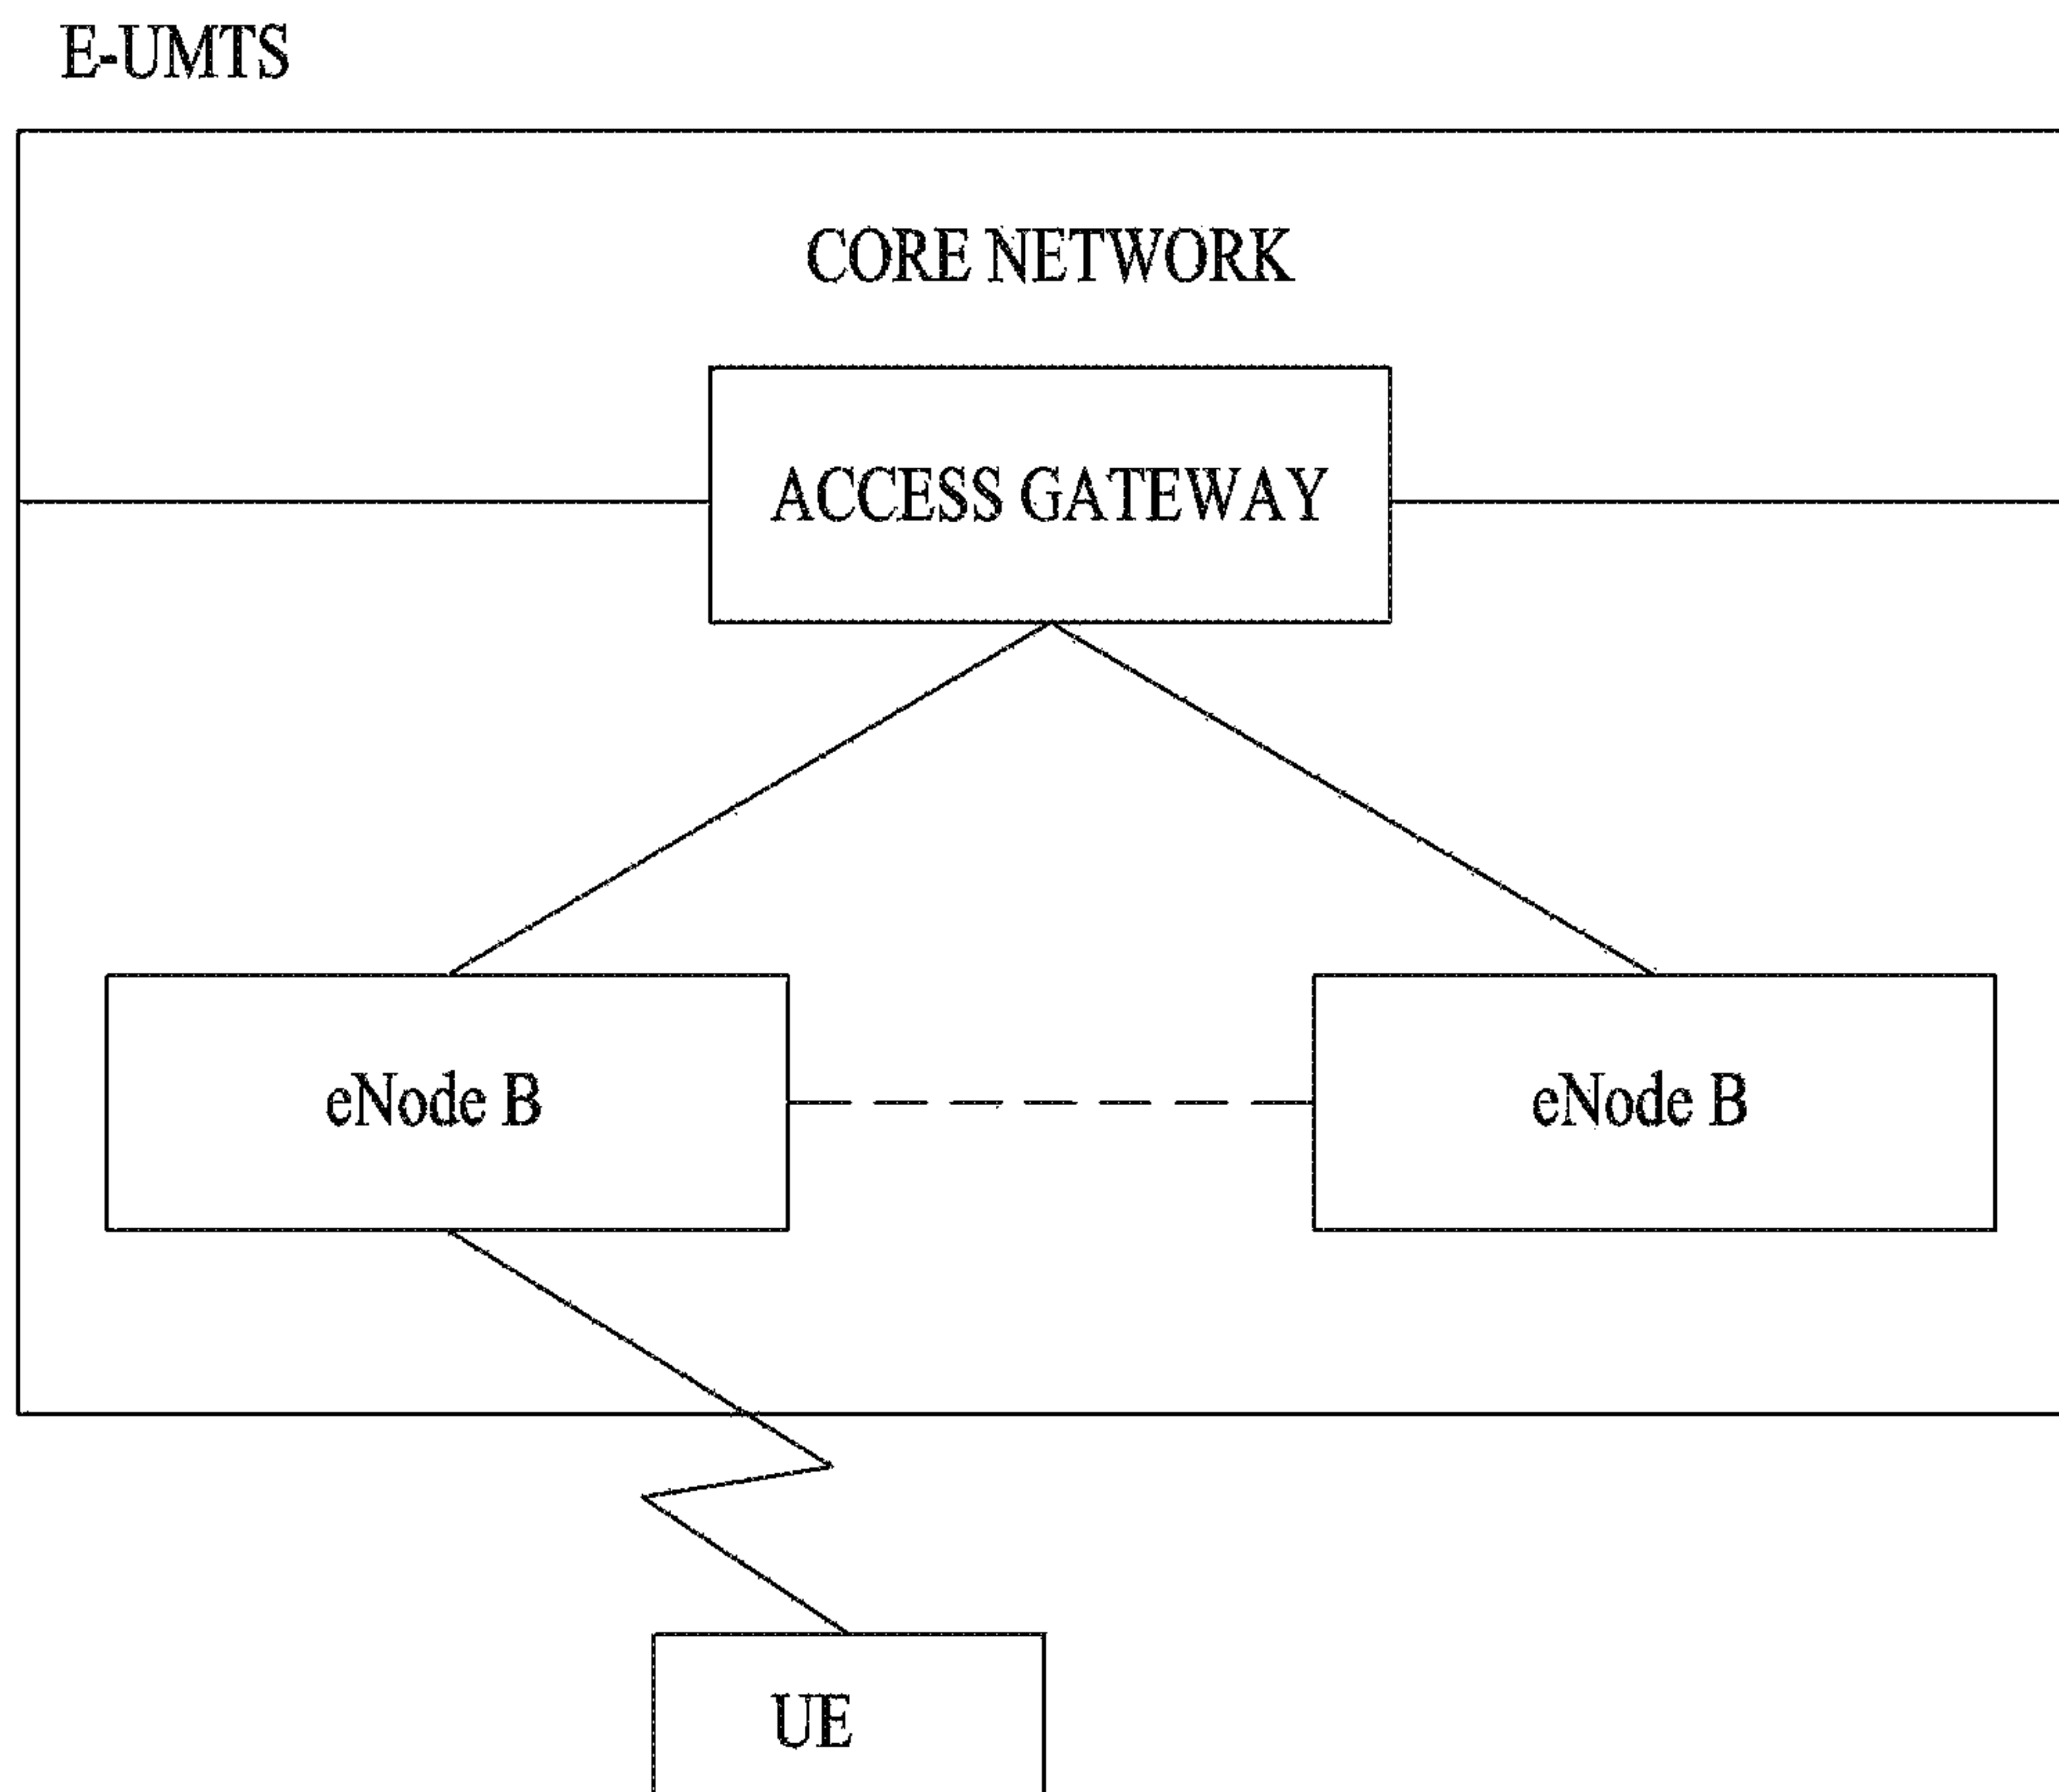 E-UMTS
CORE NETWORK
ACCESS GATEWAY
eNode B
eNode B
UE